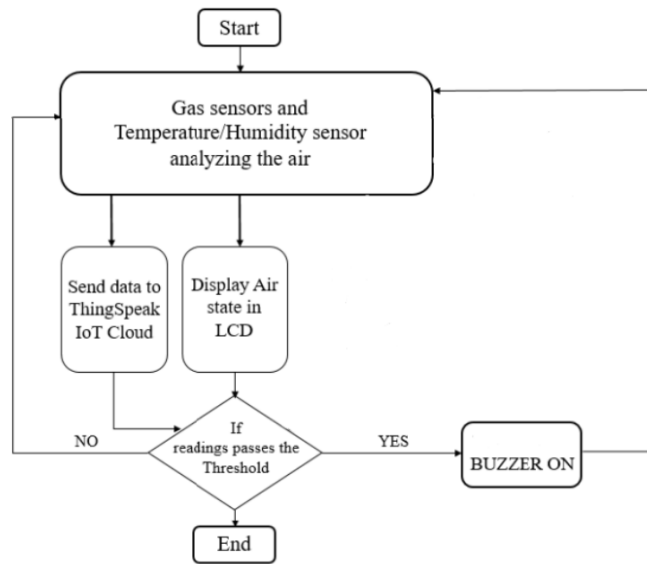 Start
Gas sensors and
Temperature/Humidity sensor
analyzing the air
Send data to
ThingSpeak
IoT Cloud
Display Air
state in
LCD
If
readings passes the
Threshold
NO
YES
BUZZER ON
End